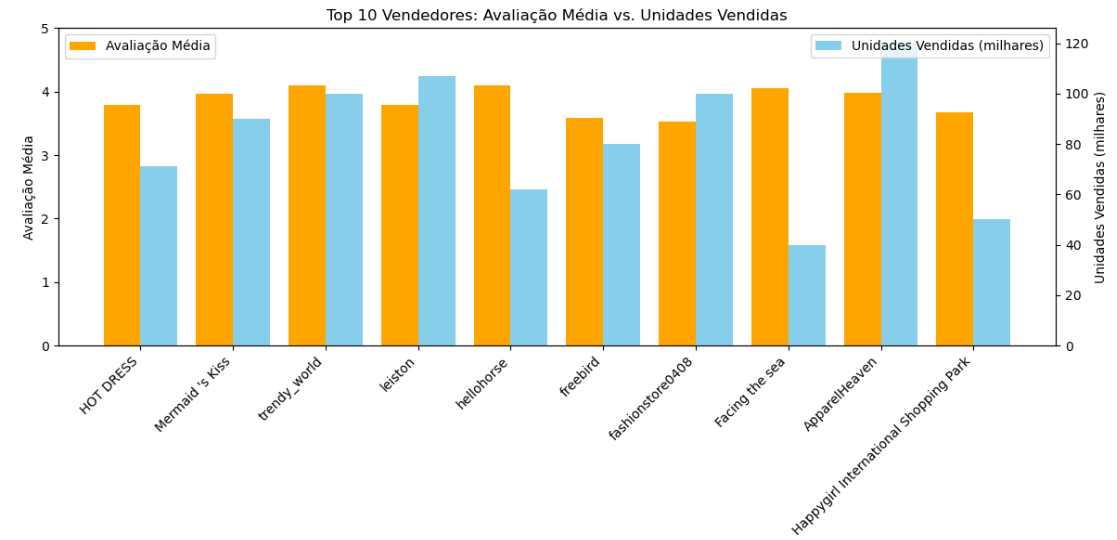 Top 10 Vendedores: Avaliação Média vs. Unidades Vendidas
Avaliação Média
Unidades Vendidas (milhares)
Avaliação Média
5
4
3
2
1
0
120
100
80
60
40
20
0
Unidades Vendidas (milhares)
HOT DRESS
Mermaid 's Kiss
trendy_world
leiston
hellohorse
freebird
fashionstore0408
Facing the sea
ApparelHeaven
Happygirl International Shopping Park